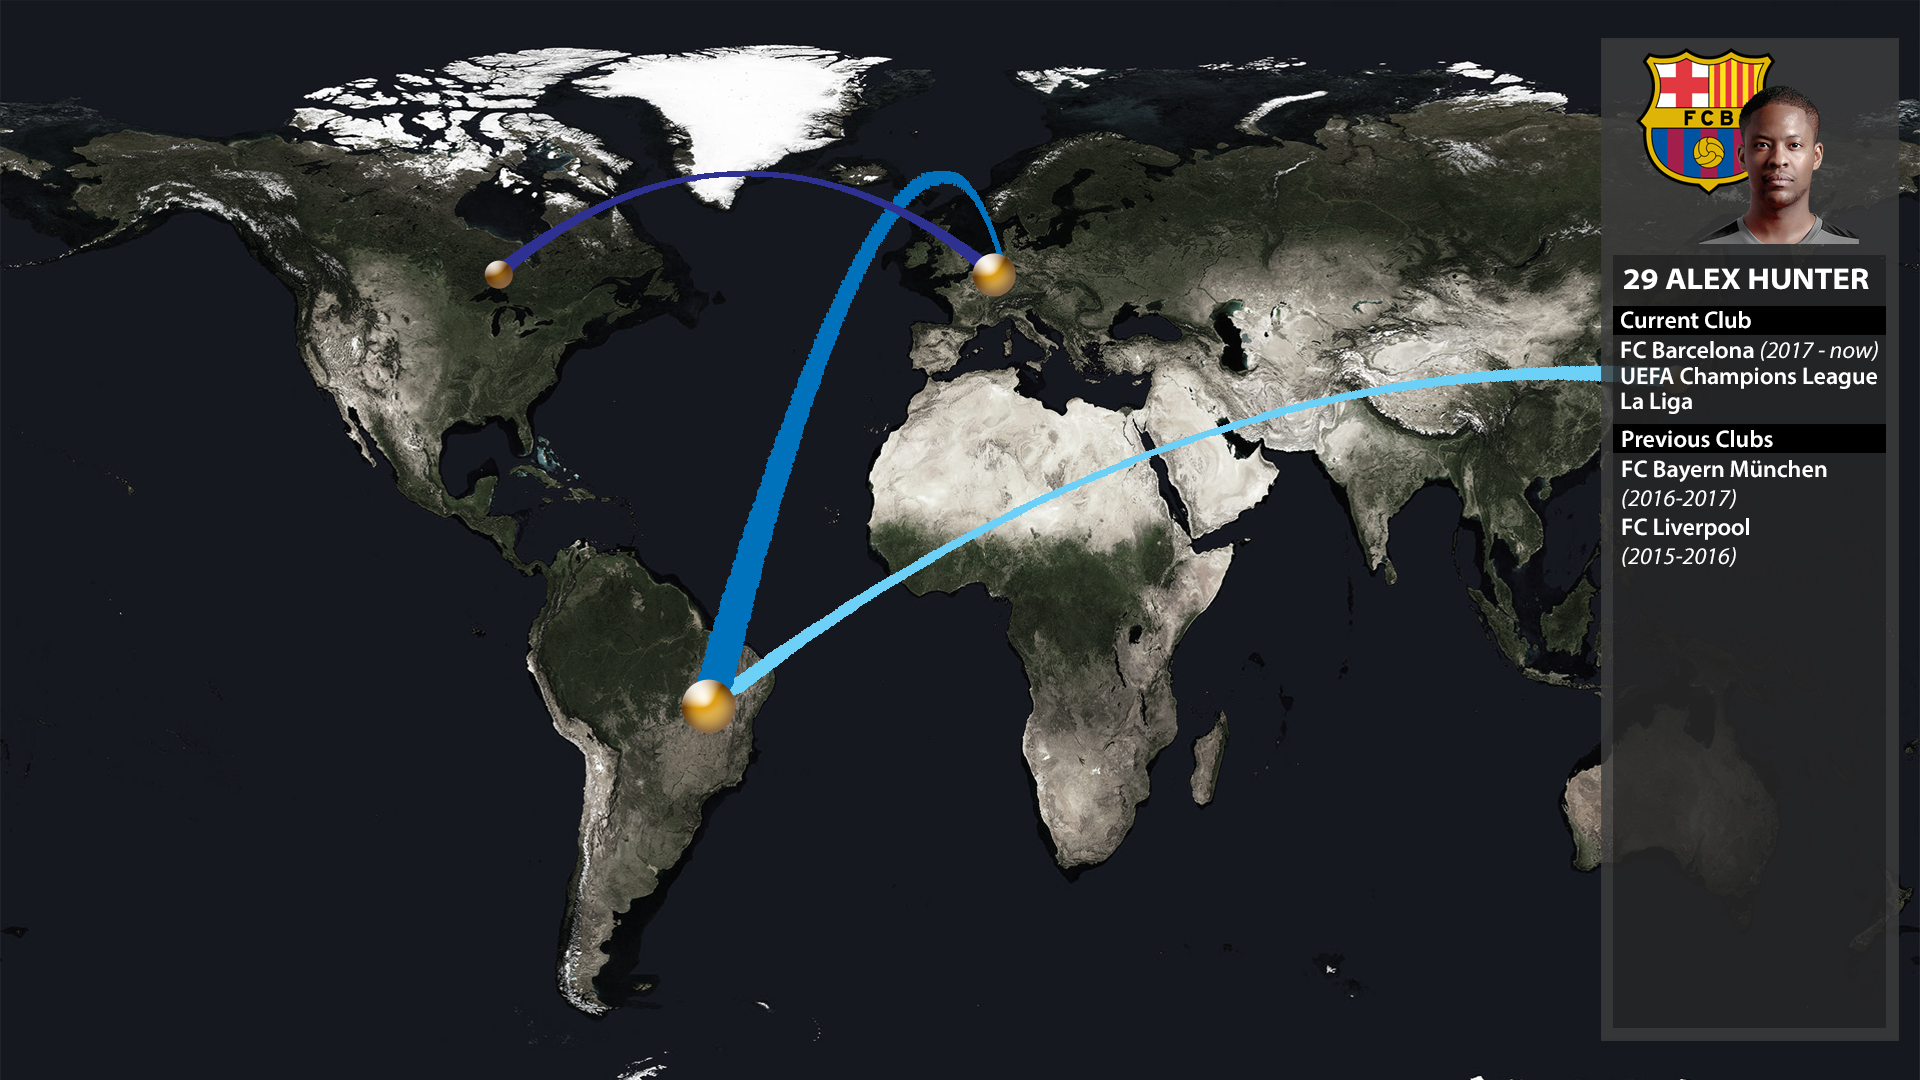 FCB
29 ALEX HUNTER
Current Club
FC Barcelona (2017 - now)
UEFA Champions League
La Liga
Previous Clubs
FC Bayern München
(2016-2017)
FC Liverpool
(2015-2016)